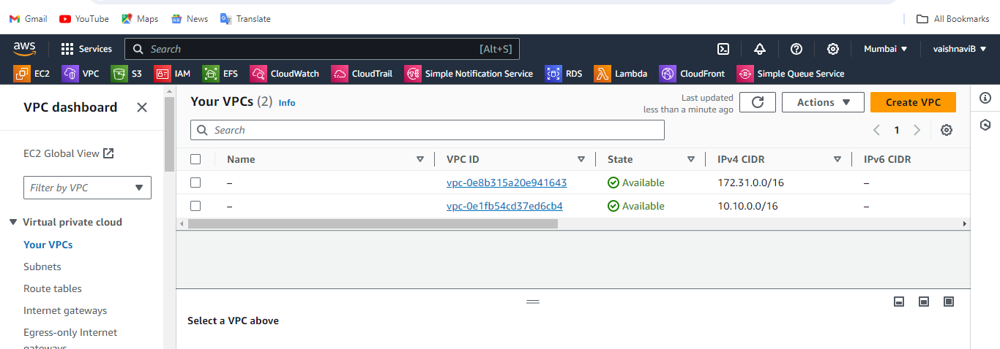 Gmail YouTube Maps News Translate All Bookmarks
aws Services Search [Alt+S] Mumbai vaishnaviB
EC2 VPC S3 IAM EFS CloudWatch CloudTrail Simple Notification Service RDS Lambda CloudFront Simple Queue Service
VPC dashboard
EC2 Global View
Filter by VPC
Virtual private cloud
Your VPCs
Subnets
Route tables
Internet gateways
Egress-only Internet
gateways
Your VPCs (2) Info
Last updated
less than a minute ago
Actions
Create VPC
Search
1
Name VPC ID State IPv4 CIDR IPv6 CIDR
– vpc-0e8b315a20e941643 Available 172.31.0.0/16 –
– vpc-0e1fb54cd37ed6cb4 Available 10.10.0.0/16 –
Select a VPC above